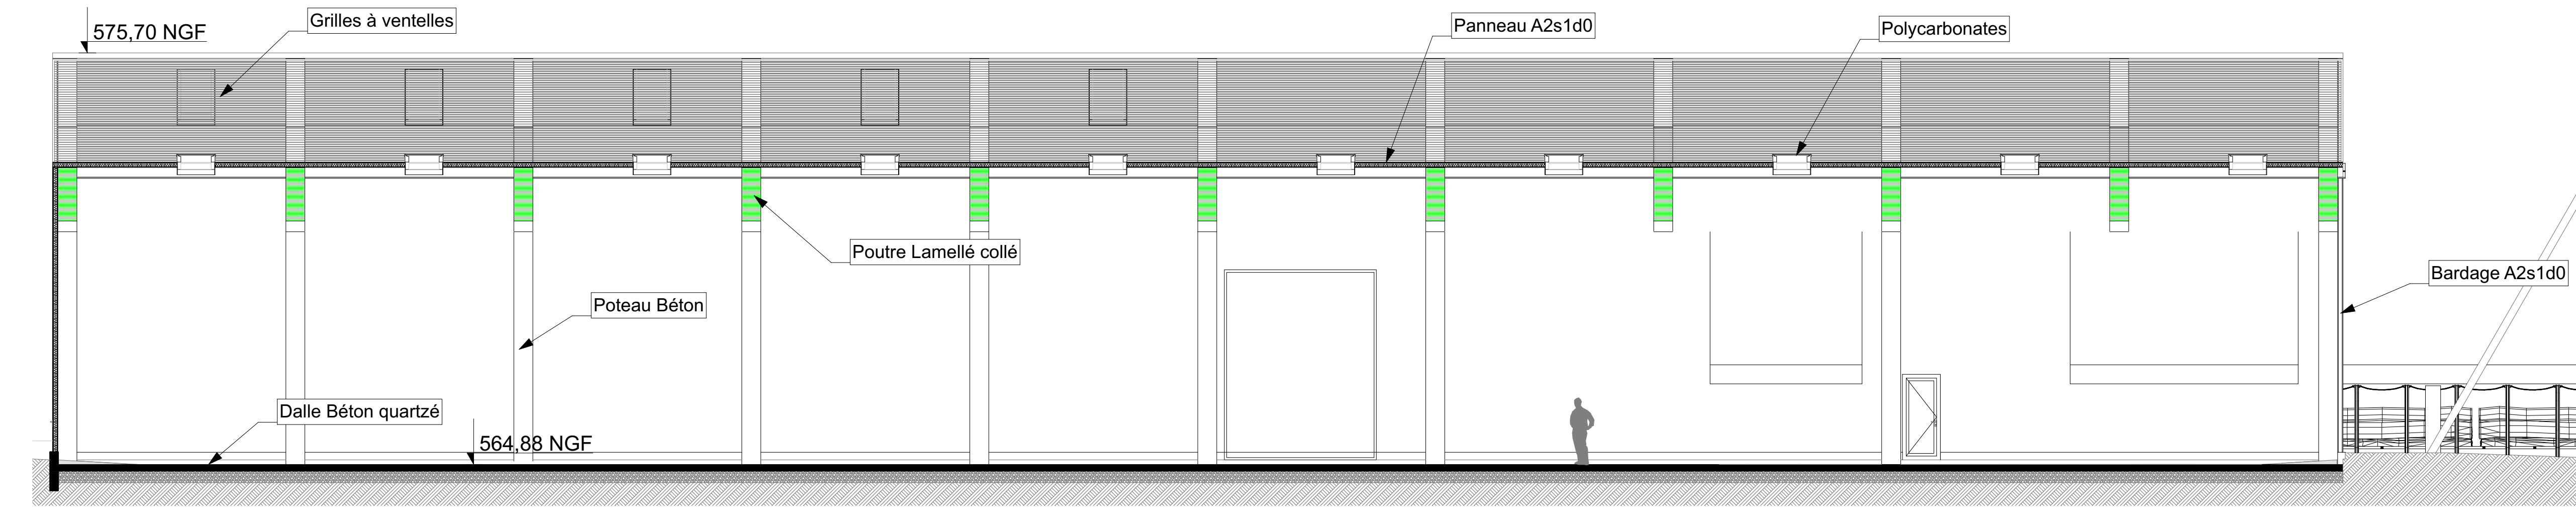 Grilles à ventelles
Panneau A2s1d0
Polycarbonates
575,70 NGF
Poutre Lamellé collé
Bardage A2s1d0
Poteau Béton
Dalle Béton quartzé
564,88 NGF